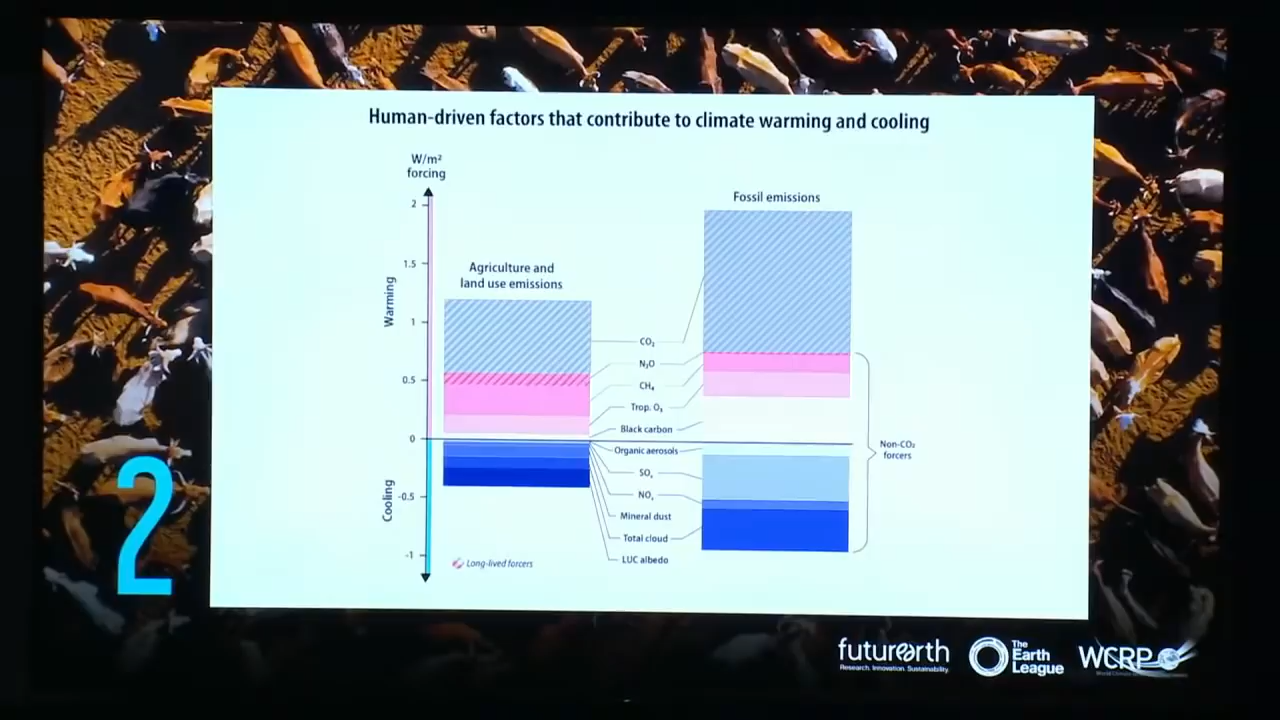 Human-driven factors that contribute to climate warming and cooling
W/m²
forcing
2
1.5
1
0.5
0
-0.5
-1
Warming
Cooling
Agriculture and
land use emissions
Fossil emissions
CO₂
N₂O
CH₄
Trop. O₃
Black carbon
Organic aerosols
SOₓ
NOₓ
Mineral dust
Total cloud
LUC albedo
Non-CO₂
forcers
Long-lived forcers
2
futurerth
Research. Innovation. Sustainability.
The
Earth
League
WCRP